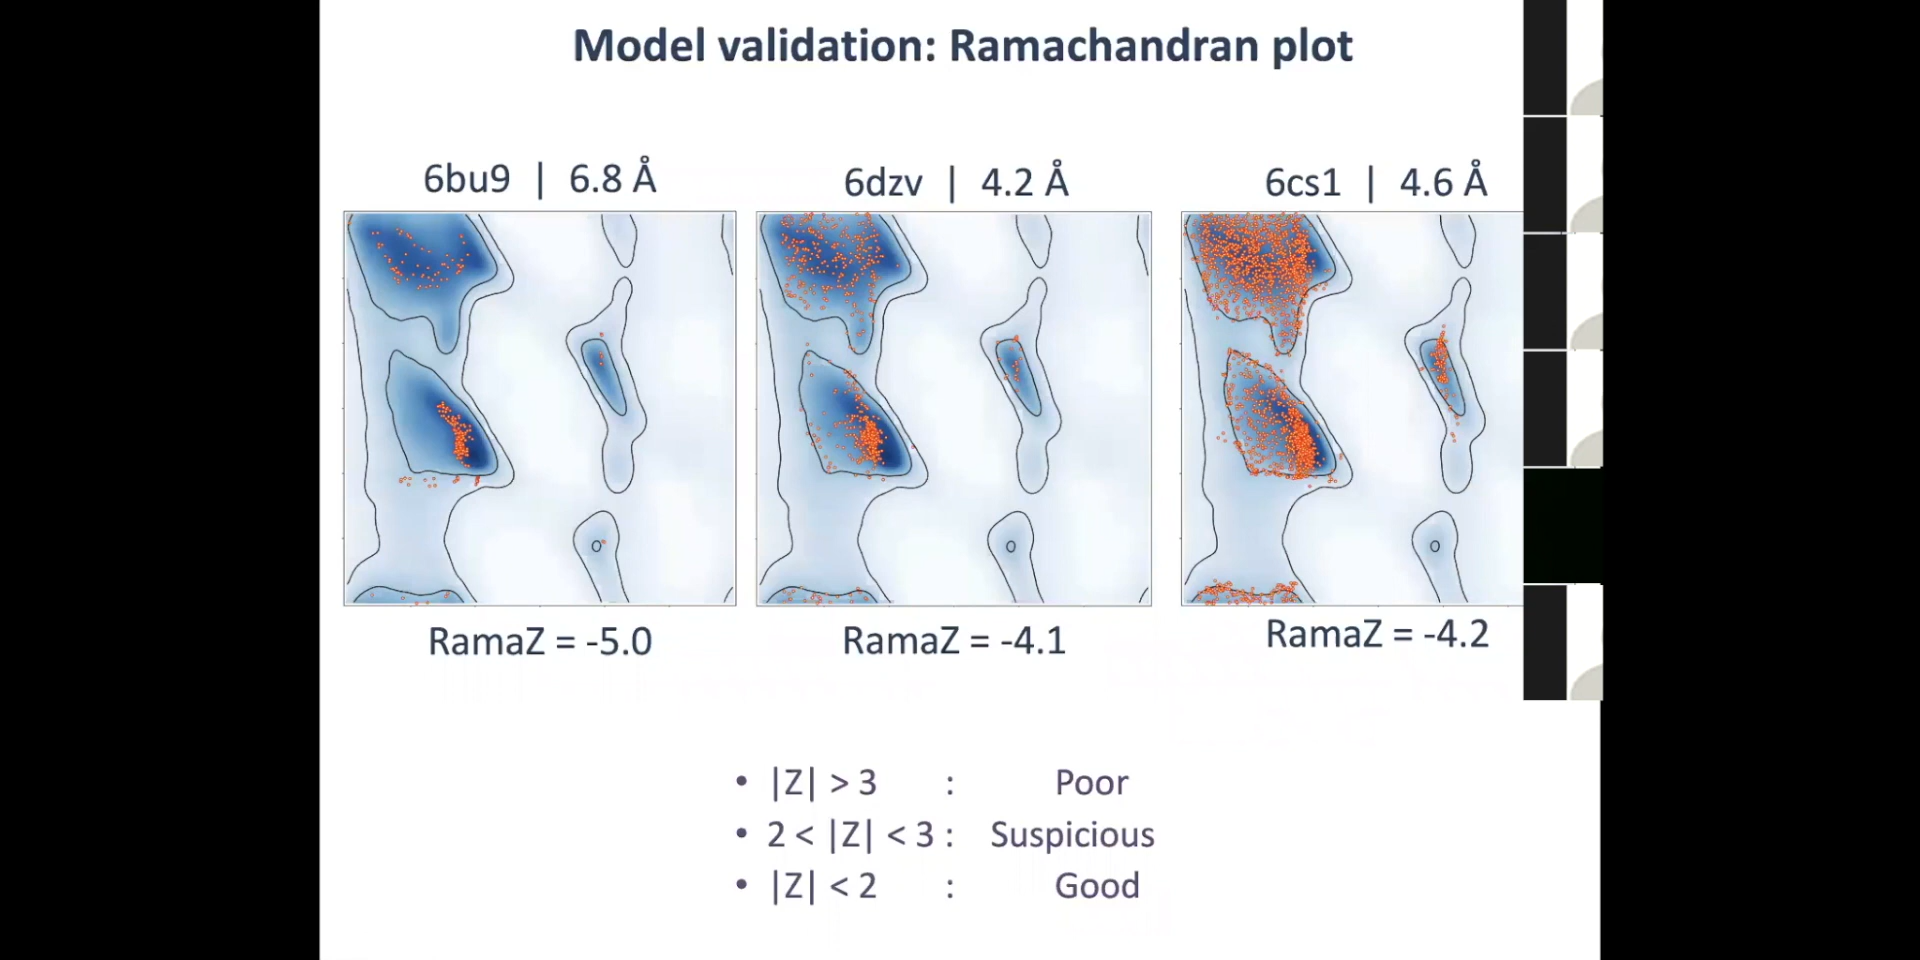 Model validation: Ramachandran plot
6bu9 | 6.8 Å
6dzv | 4.2 Å
6cs1 | 4.6 Å
RamaZ = -5.0
RamaZ = -4.1
RamaZ = -4.2
• |Z| > 3 : Poor
• 2 < |Z| < 3 : Suspicious
• |Z| < 2 : Good